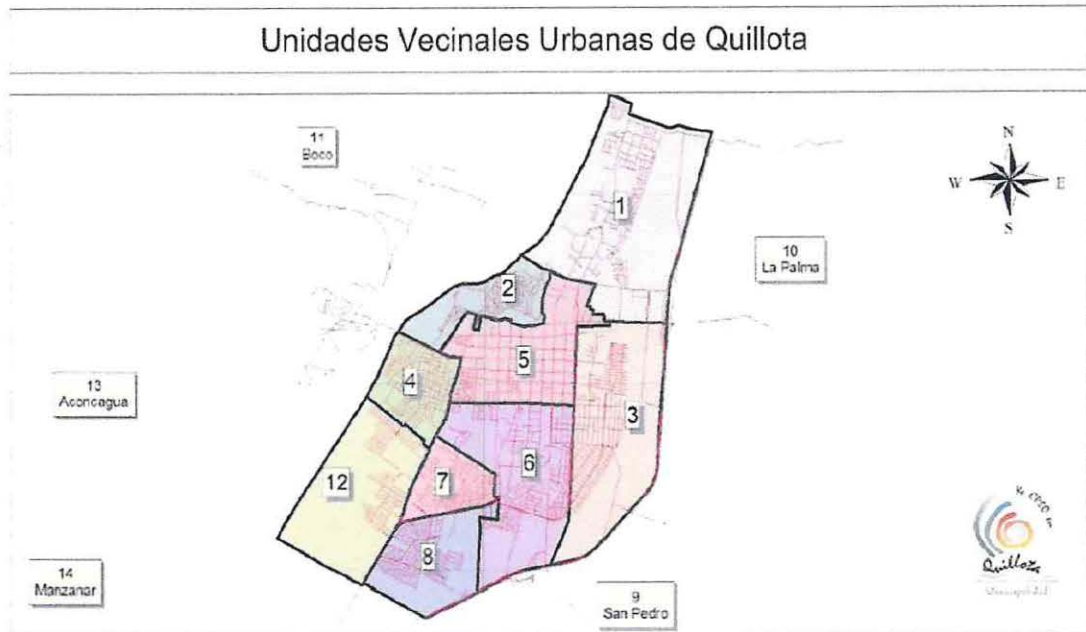 Unidades Vecinales Urbanas de Quillota
11
Boco
N
W
E
S
1
10
La Palma
2
5
4
13
Aconcagua
3
6
12
7
8
14
Manzanar
9
San Pedro
Quillota